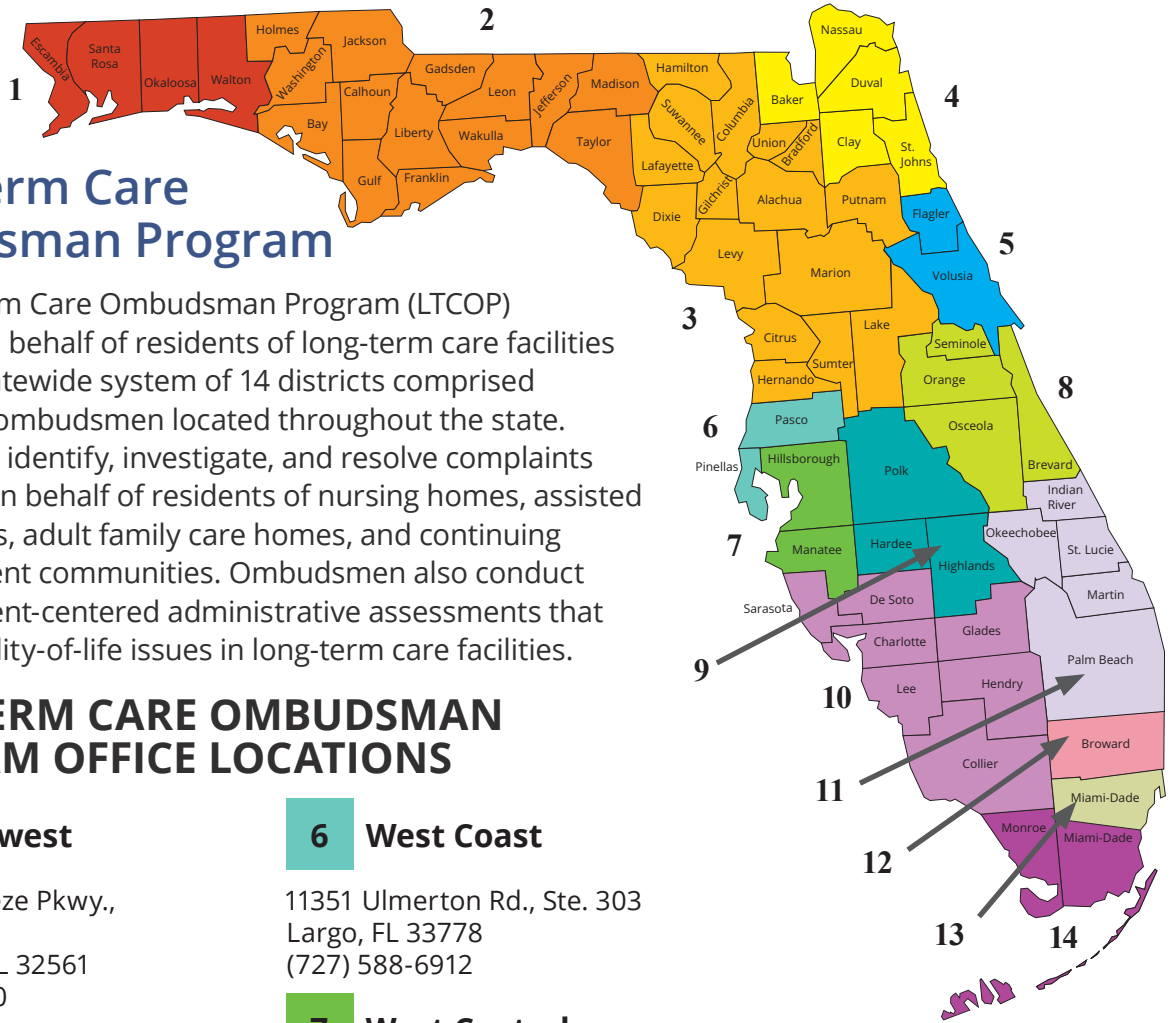 2
1
4
Escambia
Santa
Rosa
Okaloosa
Walton
Holmes
Washington
Jackson
Bay
Calhoun
Gulf
Gadsden
Liberty
Franklin
Leon
Wakulla
Jefferson
Madison
Taylor
Hamilton
Suwannee
Lafayette
Columbia
Dixie
Gilchrist
Baker
Union
Bradford
Alachua
Levy
Nassau
Duval
Clay
St.
Johns
Putnam
Marion
Flagler
5
Volusia
3
Citrus
Sumter
Lake
Hernando
Seminole
Orange
Osceola
8
Brevard
6
Pasco
Pinellas
Hillsborough
Polk
7
Manatee
Hardee
Highlands
Indian
River
Okeechobee
St. Lucie
Martin
Sarasota
De Soto
Charlotte
Glades
9
10
Lee
Hendry
Palm Beach
Collier
Broward
11
Miami-Dade
Monroe
Miami-Dade
12
13
14
erm Care
sman Program
m Care Ombudsman Program (LTCOP)
behalf of residents of long-term care facilities
atewide system of 14 districts comprised
ombudsmen located throughout the state.
identify, investigate, and resolve complaints
n behalf of residents of nursing homes, assisted
s, adult family care homes, and continuing
ent communities. Ombudsmen also conduct
ent-centered administrative assessments that
lity-of-life issues in long-term care facilities.
ERM CARE OMBUDSMAN
AM OFFICE LOCATIONS
west
eze Pkwy.,
L 32561
0
6 West Coast
11351 Ulmerton Rd., Ste. 303
Largo, FL 33778
(727) 588-6912
7 West Central